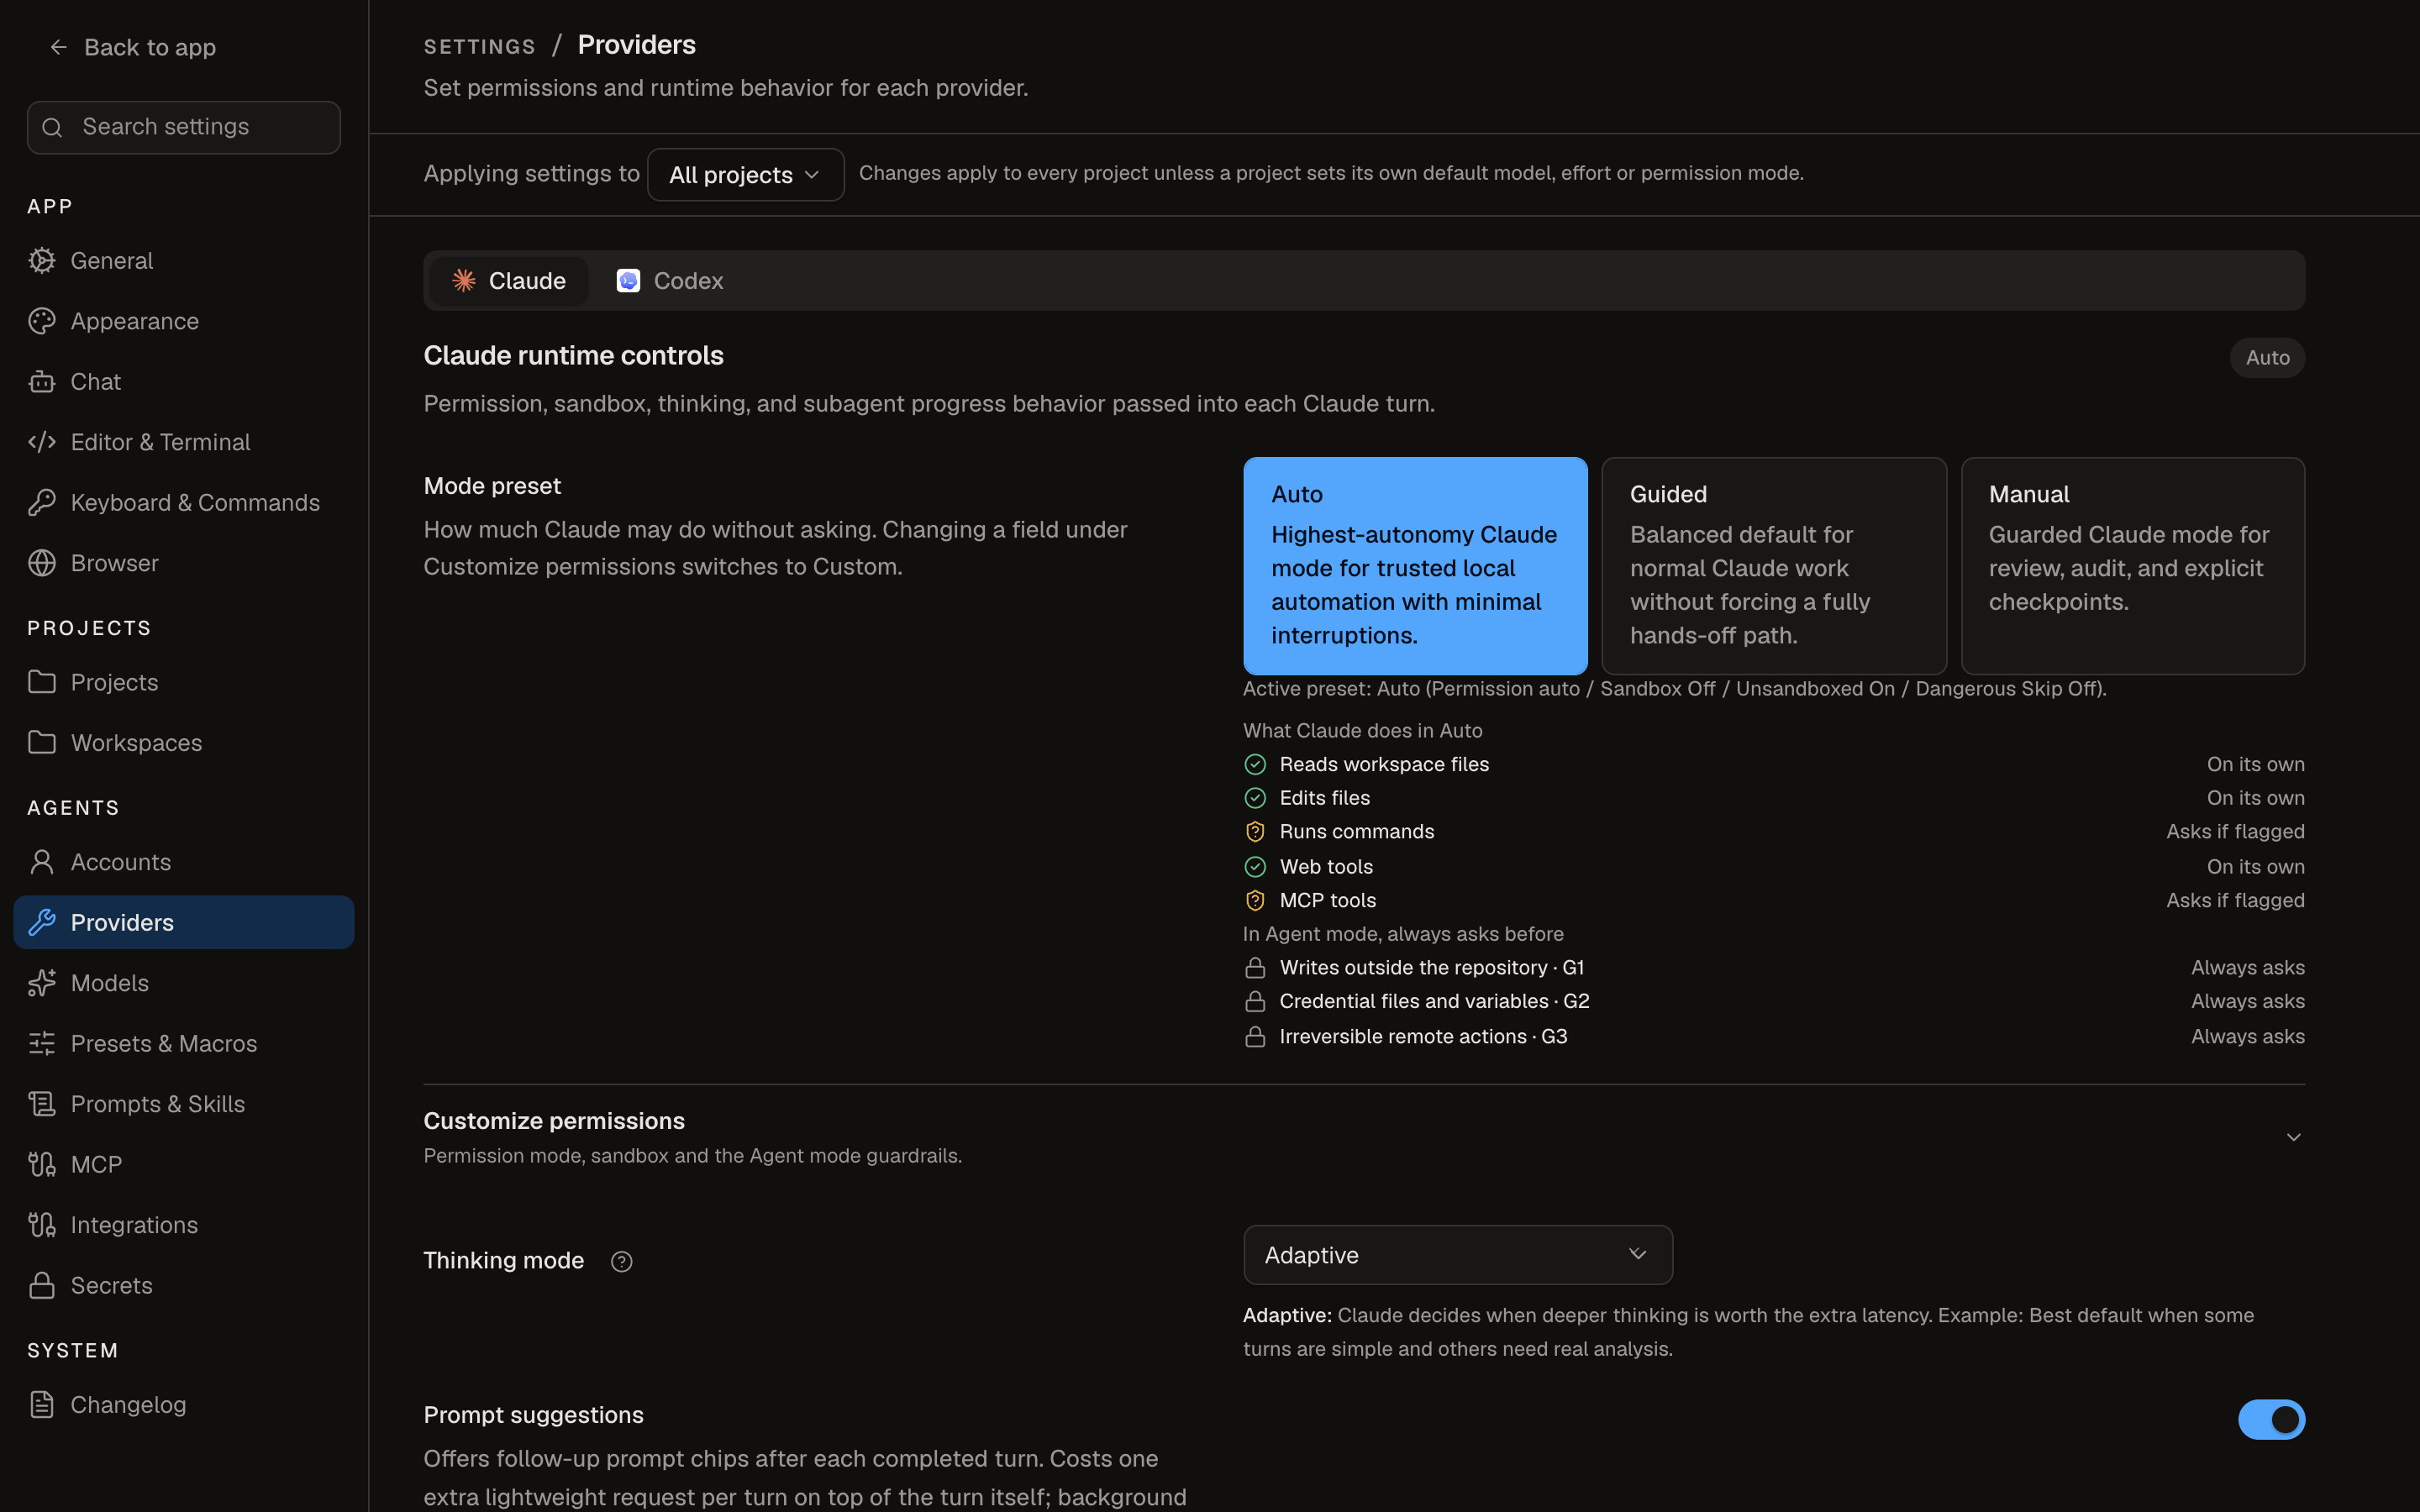 Back to app
Search settings
APP
General
Appearance
Chat
Editor & Terminal
Keyboard & Commands
Browser
PROJECTS
Projects
Workspaces
AGENTS
Accounts
Providers
Models
Presets & Macros
Prompts & Skills
MCP
Integrations
Secrets
SYSTEM
Changelog
SETTINGS / Providers
Set permissions and runtime behavior for each provider.
Applying settings to All projects Changes apply to every project unless a project sets its own default model, effort or permission mode.
Claude Codex
Claude runtime controls
Auto
Permission, sandbox, thinking, and subagent progress behavior passed into each Claude turn.
Mode preset
How much Claude may do without asking. Changing a field under
Customize permissions switches to Custom.
Auto
Highest-autonomy Claude
mode for trusted local
automation with minimal
interruptions.
Guided
Balanced default for
normal Claude work
without forcing a fully
hands-off path.
Manual
Guarded Claude mode for
review, audit, and explicit
checkpoints.
Active preset: Auto (Permission auto / Sandbox Off / Unsandboxed On / Dangerous Skip Off).
What Claude does in Auto
Reads workspace files On its own
Edits files On its own
Runs commands Asks if flagged
Web tools On its own
MCP tools Asks if flagged
In Agent mode, always asks before
Writes outside the repository · G1 Always asks
Credential files and variables · G2 Always asks
Irreversible remote actions · G3 Always asks
Customize permissions
Permission mode, sandbox and the Agent mode guardrails.
Thinking mode
Adaptive
Adaptive: Claude decides when deeper thinking is worth the extra latency. Example: Best default when some
turns are simple and others need real analysis.
Prompt suggestions
Offers follow-up prompt chips after each completed turn. Costs one
extra lightweight request per turn on top of the turn itself; background